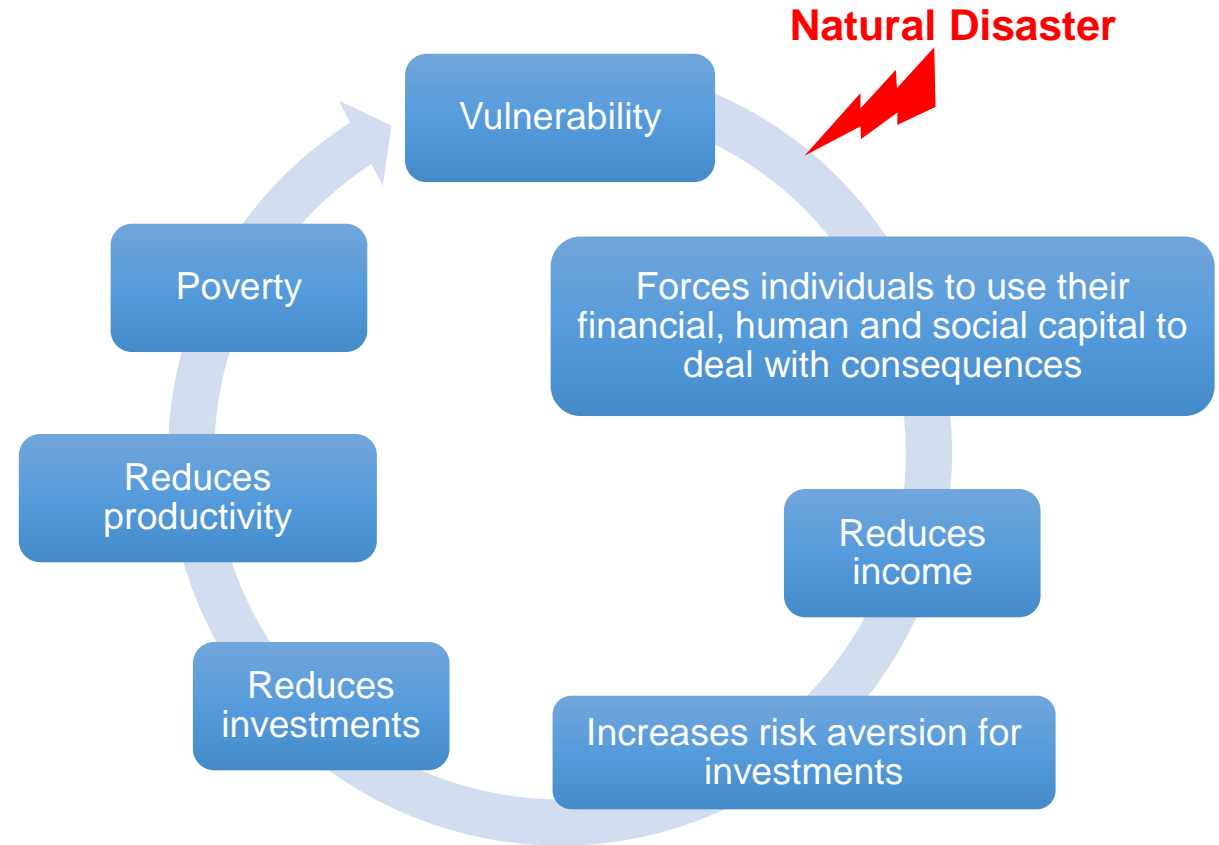 Natural Disaster
Vulnerability
Forces individuals to use their
financial, human and social capital to
deal with consequences
Reduces
income
Increases risk aversion for
investments
Reduces
investments
Reduces
productivity
Poverty